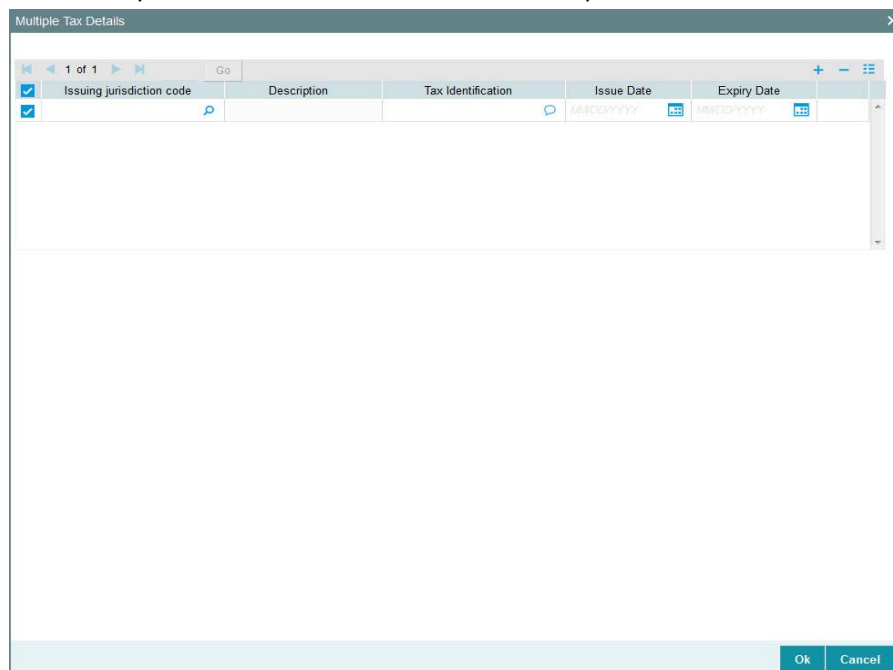 Multiple Tax Details
1 of 1 Go
Issuing jurisdiction code Description Tax Identification Issue Date Expiry Date
MM/DD/YYYY MM/DD/YYYY
Ok Cancel